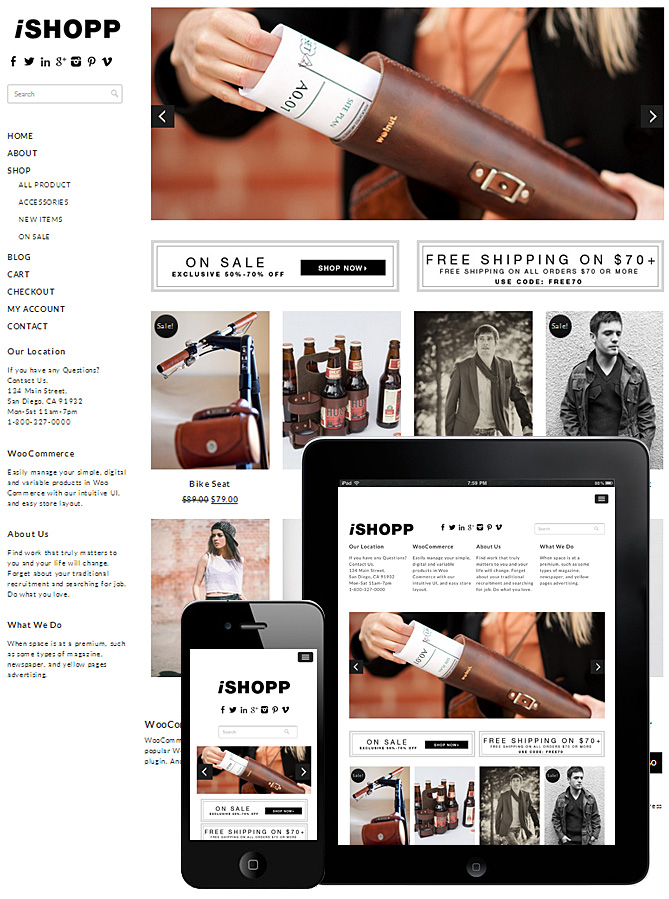 iSHOPP
Search
HOME
ABOUT
SHOP
ALL PRODUCT
ACCESSORIES
NEW ITEMS
ON SALE
BLOG
CART
CHECKOUT
MY ACCOUNT
CONTACT
Our Location
If you have any Questions?
Contact Us.
134 Main Street,
San Diego, CA 91932
Mon-Sat 11am-7pm
1-800-327-0000
WooCommerce
Easily manage your simple, digital
and variable products in Woo
Commerce with our intuitive UI,
and easy store layout.
About Us
Find work that truly matters to
you and your life will change.
Forget about your traditional
recruitment and searching for job.
Do what you love.
What We Do
When space is at a premium, such
as some types of magazine,
newspaper, and yellow pages
advertising.
A0.01
SITE PLAN
walnut
ON SALE
EXCLUSIVE 50%-70% OFF
SHOP NOW
FREE SHIPPING ON $70+
FREE SHIPPING ON ALL ORDERS $70 OR MORE
USE CODE: FREE70
Sale!
Sale!
Bike Seat
$89.00 $79.00
WooCo
WooComm
popular W
plugin. An
iPad
7:59 PM
88%
iSHOPP
Search
Our Location
If you have any Questions?
Contact Us.
134 Main Street,
San Diego, CA 91932
Mon-Sat 11am-7pm
1-800-327-0000
WooCommerce
Easily manage your simple,
digital and variable
products in Woo Commerce
with our intuitive UI, and easy store
layout.
About Us
Find work that truly matters to
you and your life will change.
Forget about your traditional
recruitment and searching
for job. Do what you love.
What We Do
When space is at a
premium, such as some
types of magazine,
newspaper, and yellow
pages advertising.
A0.01
ON SALE
EXCLUSIVE 50%-70% OFF
SHOP NOW
FREE SHIPPING ON $70+
FREE SHIPPING ON ALL ORDERS $70 OR MORE
USE CODE: FREE70
Sale!
Sale!
iSHOPP
Search
ON SALE
EXCLUSIVE 50%-70% OFF
SHOP NOW
FREE SHIPPING ON $70+
FREE SHIPPING ON ALL ORDERS $70 OR MORE